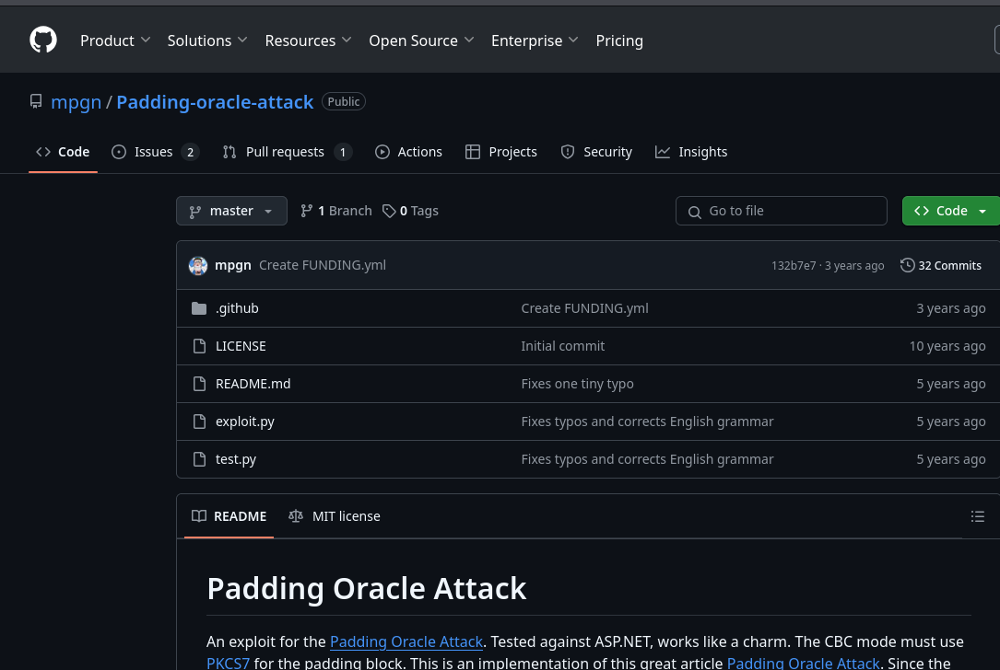 Product Solutions Resources Open Source Enterprise Pricing
mpgn / Padding-oracle-attack Public
Code Issues 2 Pull requests 1 Actions Projects Security Insights
master 1 Branch 0 Tags Go to file Code
mpgn Create FUNDING.yml 132b7e7 · 3 years ago 32 Commits
.github Create FUNDING.yml 3 years ago
LICENSE Initial commit 10 years ago
README.md Fixes one tiny typo 5 years ago
exploit.py Fixes typos and corrects English grammar 5 years ago
test.py Fixes typos and corrects English grammar 5 years ago
README MIT license
Padding Oracle Attack
An exploit for the Padding Oracle Attack. Tested against ASP.NET, works like a charm. The CBC mode must use
PKCS7 for the padding block. This is an implementation of this great article Padding Oracle Attack. Since the